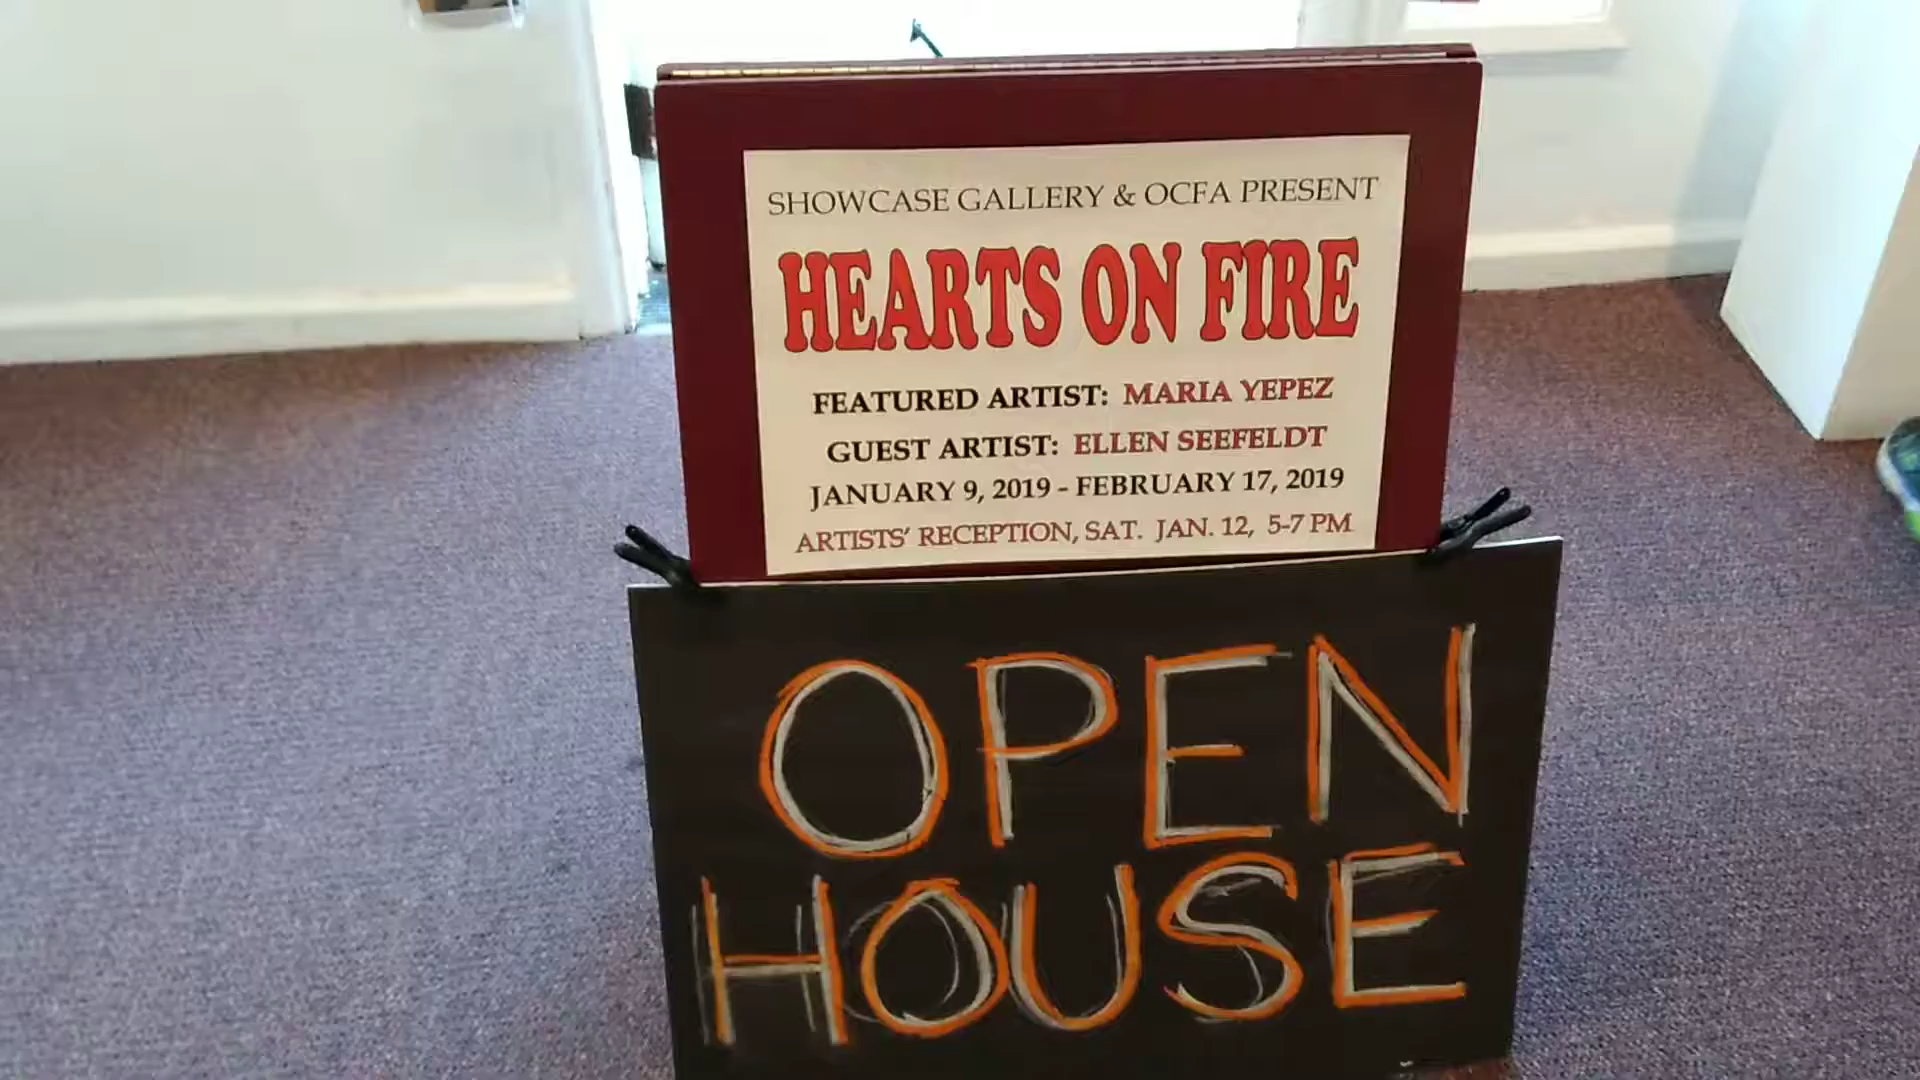 SHOWCASE GALLERY & OCFA PRESENT
HEARTS ON FIRE
FEATURED ARTIST: MARIA YEPEZ
GUEST ARTIST: ELLEN SEEFELDT
JANUARY 9, 2019 - FEBRUARY 17, 2019
ARTISTS' RECEPTION, SAT. JAN. 12, 5-7 PM
OPEN
HOUSE